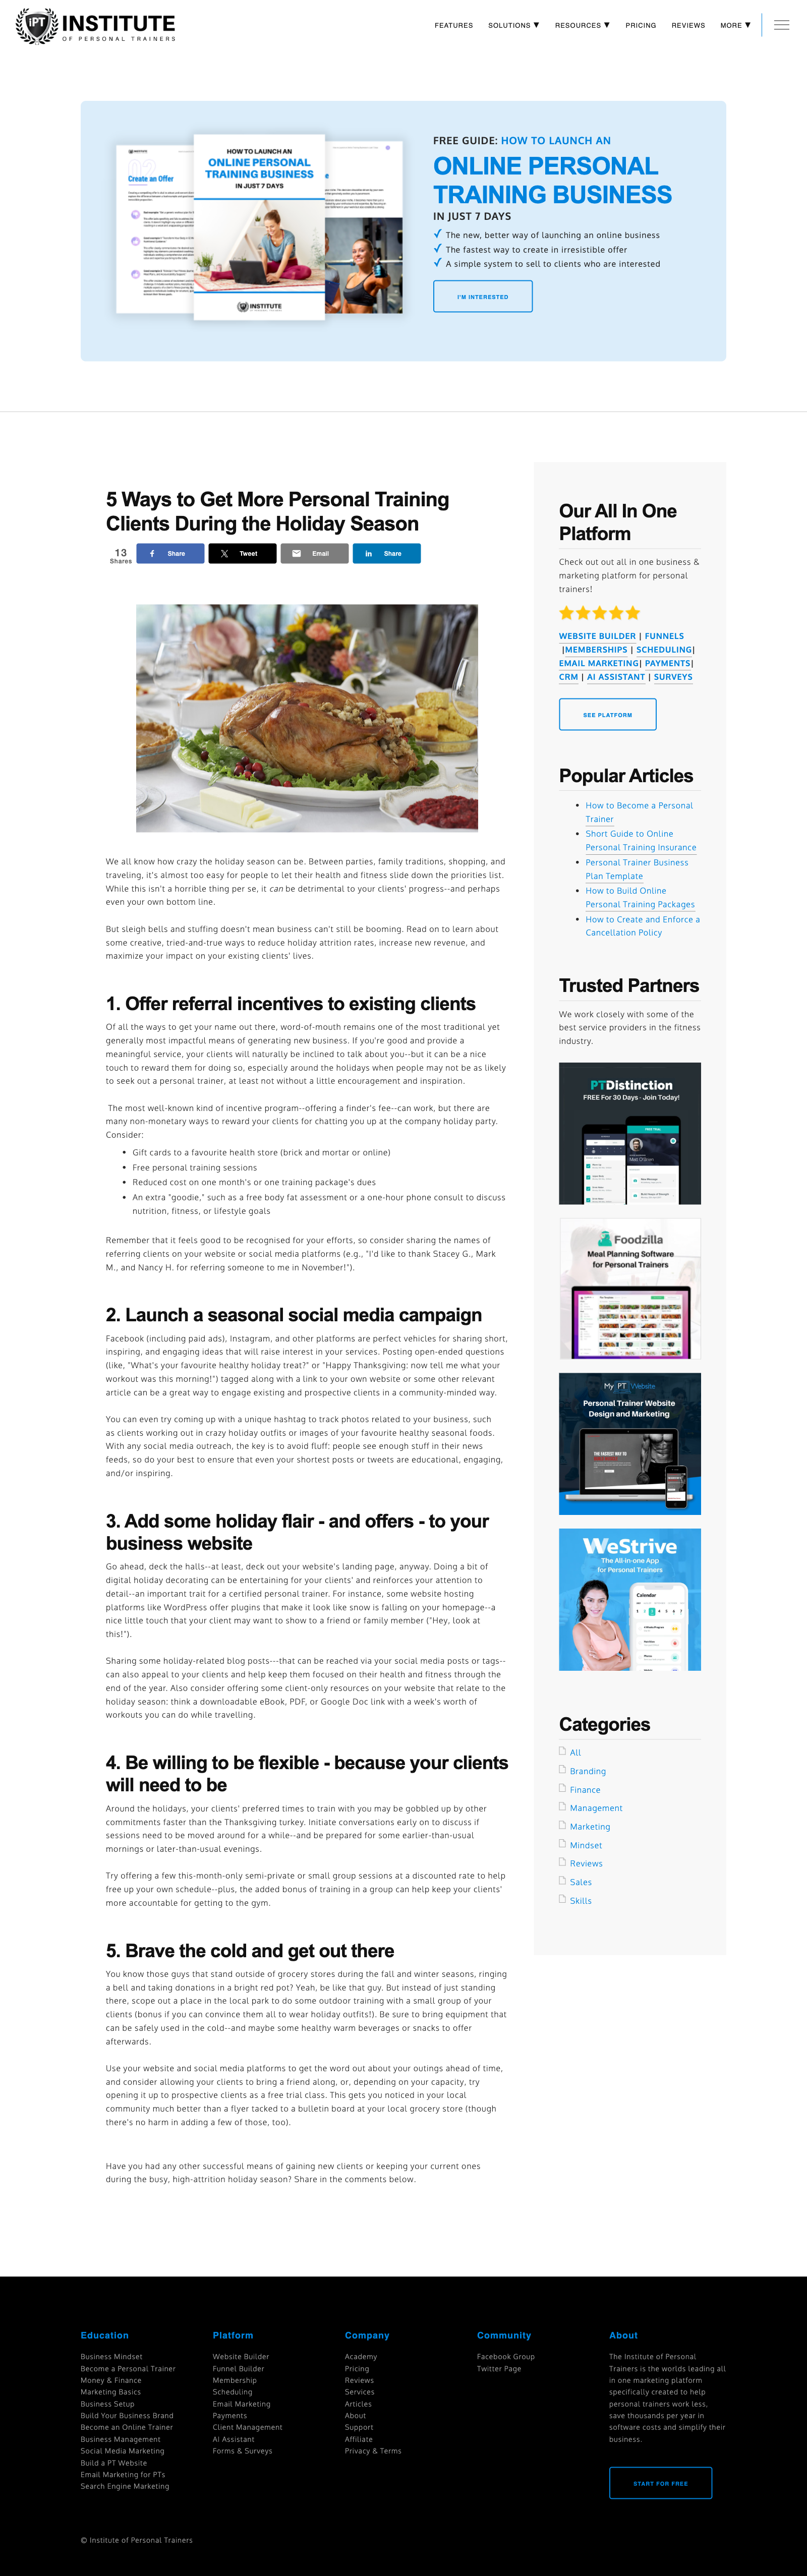 iPT INSTITUTE
OF PERSONAL TRAINERS
FEATURES SOLUTIONS ▼ RESOURCES ▼ PRICING REVIEWS MORE ▼
INSTITUTE
02
Create an Offer
HOW TO LAUNCH AN
ONLINE PERSONAL
TRAINING BUSINESS
IN JUST 7 DAYS
INSTITUTE
FREE GUIDE: HOW TO LAUNCH AN
ONLINE PERSONAL
TRAINING BUSINESS
IN JUST 7 DAYS
✓ The new, better way of launching an online business
✓ The fastest way to create in irresistible offer
✓ A simple system to sell to clients who are interested
I'M INTERESTED
5 Ways to Get More Personal Training
Clients During the Holiday Season
13
Shares
Share
Tweet
Email
Share
We all know how crazy the holiday season can be. Between parties, family traditions, shopping, and
traveling, it's almost too easy for people to let their health and fitness slide down the priorities list.
While this isn't a horrible thing per se, it can be detrimental to your clients' progress--and perhaps
even your own bottom line.
But sleigh bells and stuffing doesn't mean business can't still be booming. Read on to learn about
some creative, tried-and-true ways to reduce holiday attrition rates, increase new revenue, and
maximize your impact on your existing clients' lives.
1. Offer referral incentives to existing clients
Of all the ways to get your name out there, word-of-mouth remains one of the most traditional yet
generally most impactful means of generating new business. If you're good and provide a
meaningful service, your clients will naturally be inclined to talk about you--but it can be a nice
touch to reward them for doing so, especially around the holidays when people may not be as likely
to seek out a personal trainer, at least not without a little encouragement and inspiration.
The most well-known kind of incentive program--offering a finder's fee--can work, but there are
many non-monetary ways to reward your clients for chatting you up at the company holiday party.
Consider:
• Gift cards to a favourite health store (brick and mortar or online)
• Free personal training sessions
• Reduced cost on one month's or one training package's dues
• An extra "goodie," such as a free body fat assessment or a one-hour phone consult to discuss
nutrition, fitness, or lifestyle goals
Remember that it feels good to be recognised for your efforts, so consider sharing the names of
referring clients on your website or social media platforms (e.g., "I'd like to thank Stacey G., Mark
M., and Nancy H. for referring someone to me in November!").
2. Launch a seasonal social media campaign
Facebook (including paid ads), Instagram, and other platforms are perfect vehicles for sharing short,
inspiring, and engaging ideas that will raise interest in your services. Posting open-ended questions
(like, "What's your favourite healthy holiday treat?" or "Happy Thanksgiving: now tell me what your
workout was this morning!") tagged along with a link to your own website or some other relevant
article can be a great way to engage existing and prospective clients in a community-minded way.
You can even try coming up with a unique hashtag to track photos related to your business, such
as clients working out in crazy holiday outfits or images of your favourite healthy seasonal foods.
With any social media outreach, the key is to avoid fluff: people see enough stuff in their news
feeds, so do your best to ensure that even your shortest posts or tweets are educational, engaging,
and/or inspiring.
3. Add some holiday flair - and offers - to your
business website
Go ahead, deck the halls--at least, deck out your website's landing page, anyway. Doing a bit of
digital holiday decorating can be entertaining for your clients' and reinforces your attention to
detail--an important trait for a certified personal trainer. For instance, some website hosting
platforms like WordPress offer plugins that make it look like snow is falling on your homepage--a
nice little touch that your client may want to show to a friend or family member ("Hey, look at
this!").
Sharing some holiday-related blog posts---that can be reached via your social media posts or tags--
can also appeal to your clients and help keep them focused on their health and fitness through the
end of the year. Also consider offering some client-only resources on your website that relate to the
holiday season: think a downloadable eBook, PDF, or Google Doc link with a week's worth of
workouts you can do while travelling.
4. Be willing to be flexible - because your clients
will need to be
Around the holidays, your clients' preferred times to train with you may be gobbled up by other
commitments faster than the Thanksgiving turkey. Initiate conversations early on to discuss if
sessions need to be moved around for a while--and be prepared for some earlier-than-usual
mornings or later-than-usual evenings.
Try offering a few this-month-only semi-private or small group sessions at a discounted rate to help
free up your own schedule--plus, the added bonus of training in a group can help keep your clients'
more accountable for getting to the gym.
5. Brave the cold and get out there
You know those guys that stand outside of grocery stores during the fall and winter seasons, ringing
a bell and taking donations in a bright red pot? Yeah, be like that guy. But instead of just standing
there, scope out a place in the local park to do some outdoor training with a small group of your
clients (bonus if you can convince them all to wear holiday outfits!). Be sure to bring equipment that
can be safely used in the cold--and maybe some healthy warm beverages or snacks to offer
afterwards.
Use your website and social media platforms to get the word out about your outings ahead of time,
and consider allowing your clients to bring a friend along, or, depending on your capacity, try
opening it up to prospective clients as a free trial class. This gets you noticed in your local
community much better than a flyer tacked to a bulletin board at your local grocery store (though
there's no harm in adding a few of those, too).
Have you had any other successful means of gaining new clients or keeping your current ones
during the busy, high-attrition holiday season? Share in the comments below.
Our All In One
Platform
Check out out all in one business &
marketing platform for personal
trainers!
WEBSITE BUILDER | FUNNELS
|MEMBERSHIPS | SCHEDULING|
EMAIL MARKETING| PAYMENTS|
CRM | AI ASSISTANT | SURVEYS
SEE PLATFORM
Popular Articles
• How to Become a Personal
Trainer
• Short Guide to Online
Personal Training Insurance
• Personal Trainer Business
Plan Template
• How to Build Online
Personal Training Packages
• How to Create and Enforce a
Cancellation Policy
Trusted Partners
We work closely with some of the
best service providers in the fitness
industry.
PTDistinction
FREE For 30 Days - Join Today!
Foodzilla
Meal Planning Software
for Personal Trainers
My PT Website
Personal Trainer Website
Design and Marketing
WeStrive
The All-in-one App
for Personal Trainers
Calendar
Categories
All
Branding
Finance
Management
Marketing
Mindset
Reviews
Sales
Skills
Education
Business Mindset
Become a Personal Trainer
Money & Finance
Marketing Basics
Business Setup
Build Your Business Brand
Become an Online Trainer
Business Management
Social Media Marketing
Build a PT Website
Email Marketing for PTs
Search Engine Marketing
Platform
Website Builder
Funnel Builder
Membership
Scheduling
Email Marketing
Payments
Client Management
AI Assistant
Forms & Surveys
Company
Academy
Pricing
Reviews
Services
Articles
About
Support
Affiliate
Privacy & Terms
Community
Facebook Group
Twitter Page
About
The Institute of Personal
Trainers is the worlds leading all
in one marketing platform
specifically created to help
personal trainers work less,
save thousands per year in
software costs and simplify their
business.
START FOR FREE
© Institute of Personal Trainers